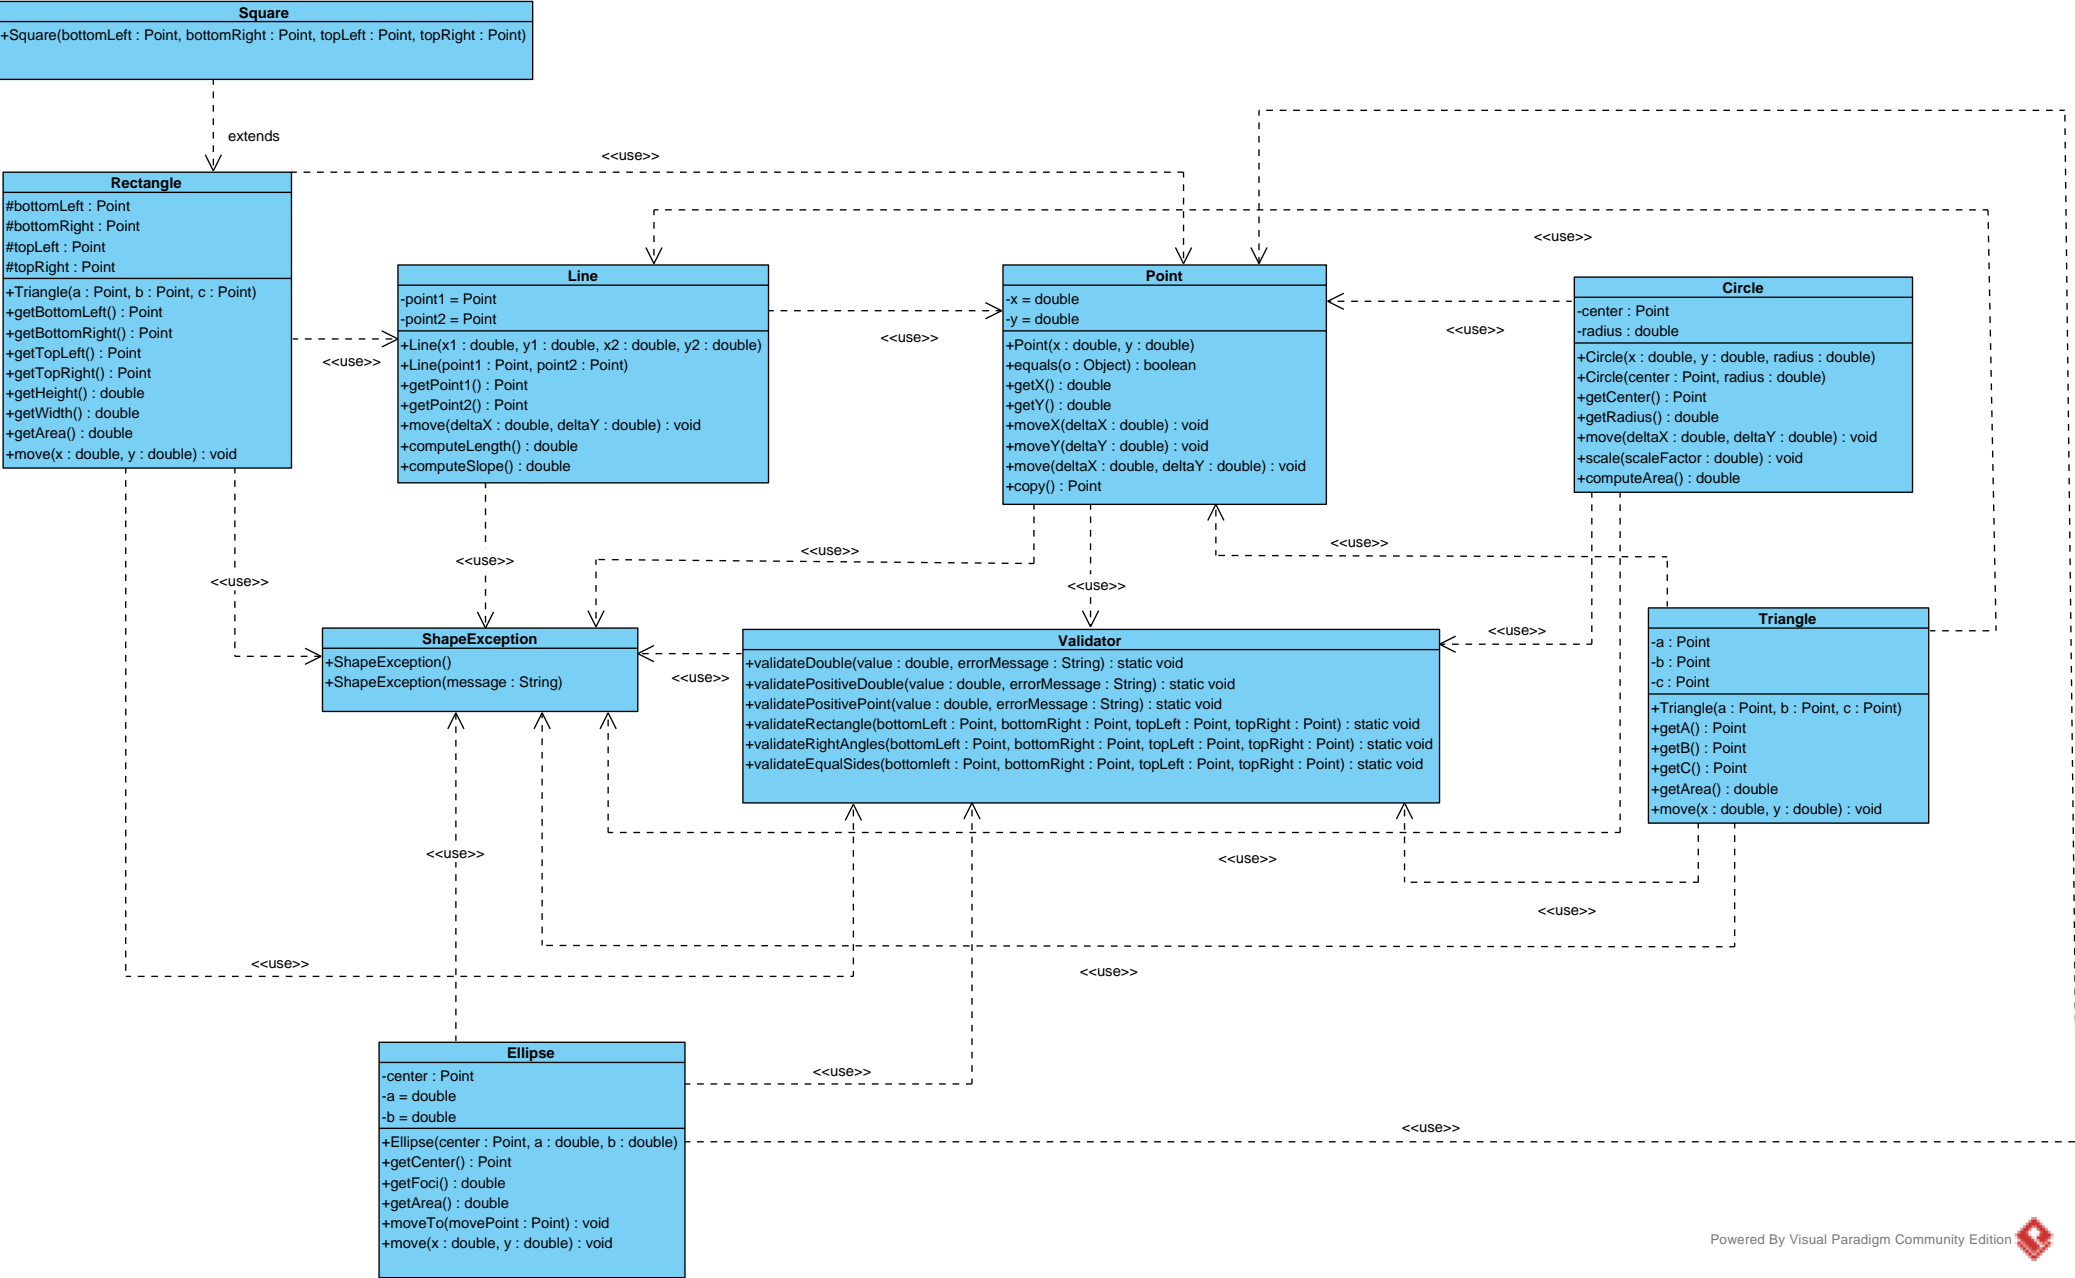 Square
+Square(bottomLeft : Point, bottomRight : Point, topLeft : Point, topRight : Point)
extends
<<use>>
Rectangle
#bottomLeft : Point
#bottomRight : Point
#topLeft : Point
#topRight : Point
+Triangle(a : Point, b : Point, c : Point)
+getBottomLeft() : Point
+getBottomRight() : Point
+getTopLeft() : Point
+getTopRight() : Point
+getHeight() : double
+getWidth() : double
+getArea() : double
+move(x : double, y : double) : void
<<use>>
Line
-point1 = Point
-point2 = Point
+Line(x1 : double, y1 : double, x2 : double, y2 : double)
+Line(point1 : Point, point2 : Point)
+getPoint1() : Point
+getPoint2() : Point
+move(deltaX : double, deltaY : double) : void
+computeLength() : double
+computeSlope() : double
<<use>>
Point
-x = double
-y = double
+Point(x : double, y : double)
+equals(o : Object) : boolean
+getX() : double
+getY() : double
+moveX(deltaX : double) : void
+moveY(deltaY : double) : void
+move(deltaX : double, deltaY : double) : void
+copy() : Point
<<use>>
<<use>>
Circle
-center : Point
-radius : double
+Circle(x : double, y : double, radius : double)
+Circle(center : Point, radius : double)
+getCenter() : Point
+getRadius() : double
+move(deltaX : double, deltaY : double) : void
+scale(scaleFactor : double) : void
+computeArea() : double
<<use>>
<<use>>
<<use>>
<<use>>
<<use>>
ShapeException
+ShapeException()
+ShapeException(message : String)
<<use>>
Validator
+validateDouble(value : double, errorMessage : String) : static void
+validatePositiveDouble(value : double, errorMessage : String) : static void
+validatePositivePoint(value : double, errorMessage : String) : static void
+validateRectangle(bottomLeft : Point, bottomRight : Point, topLeft : Point, topRight : Point) : static void
+validateRightAngles(bottomLeft : Point, bottomRight : Point, topLeft : Point, topRight : Point) : static void
+validateEqualSides(bottomleft : Point, bottomRight : Point, topLeft : Point, topRight : Point) : static void
<<use>>
Triangle
-a : Point
-b : Point
-c : Point
+Triangle(a : Point, b : Point, c : Point)
+getA() : Point
+getB() : Point
+getC() : Point
+getArea() : double
+move(x : double, y : double) : void
<<use>>
<<use>>
<<use>>
<<use>>
<<use>>
Ellipse
-center : Point
-a = double
-b = double
+Ellipse(center : Point, a : double, b : double)
+getCenter() : Point
+getFoci() : double
+getArea() : double
+moveTo(movePoint : Point) : void
+move(x : double, y : double) : void
<<use>>
<<use>>
Powered By Visual Paradigm Community Edition